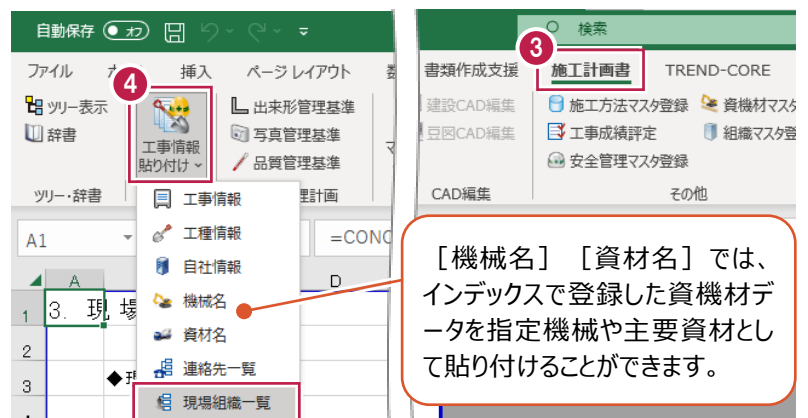 自動保存 オフ
ファイル
挿入
ページ レイアウト
4
ツリー表示
辞書
工事情報
貼り付け
出来形管理基準
写真管理基準
品質管理基準
ツリー・辞書
A1
=CONC
A
D
1
3. 現 場
2
3
◆現
工事情報
工種情報
自社情報
機械名
資材名
連絡先一覧
現場組織一覧
検索
3
書類作成支援
施工計画書
TREND-CORE
建設CAD編集
豆図CAD編集
施工方法マスタ登録
資機材マスタ
工事成績評定
組織マスタ登
安全管理マスタ登録
CAD編集
その他
［機械名］［資材名］では、
インデックスで登録した資機材デ
ータを指定機械や主要資材とし
て貼り付けることができます。